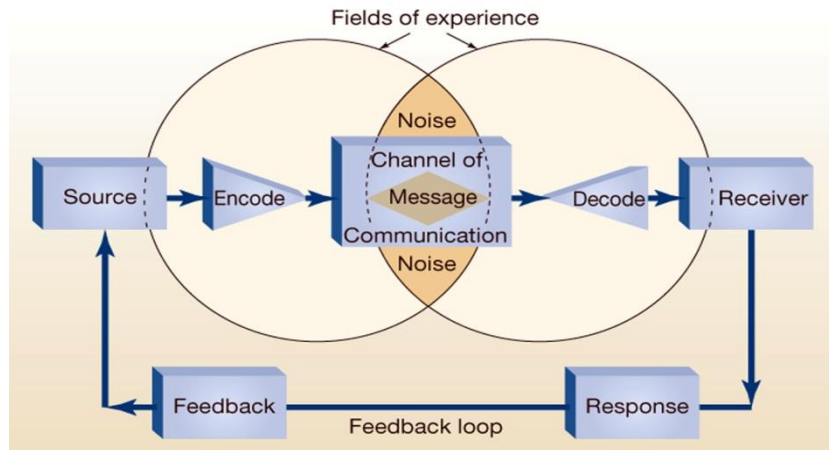 Fields of experience
Noise
Channel of
Source
Encode
Message
Decode
Receiver
Communication
Noise
Feedback
Response
Feedback loop